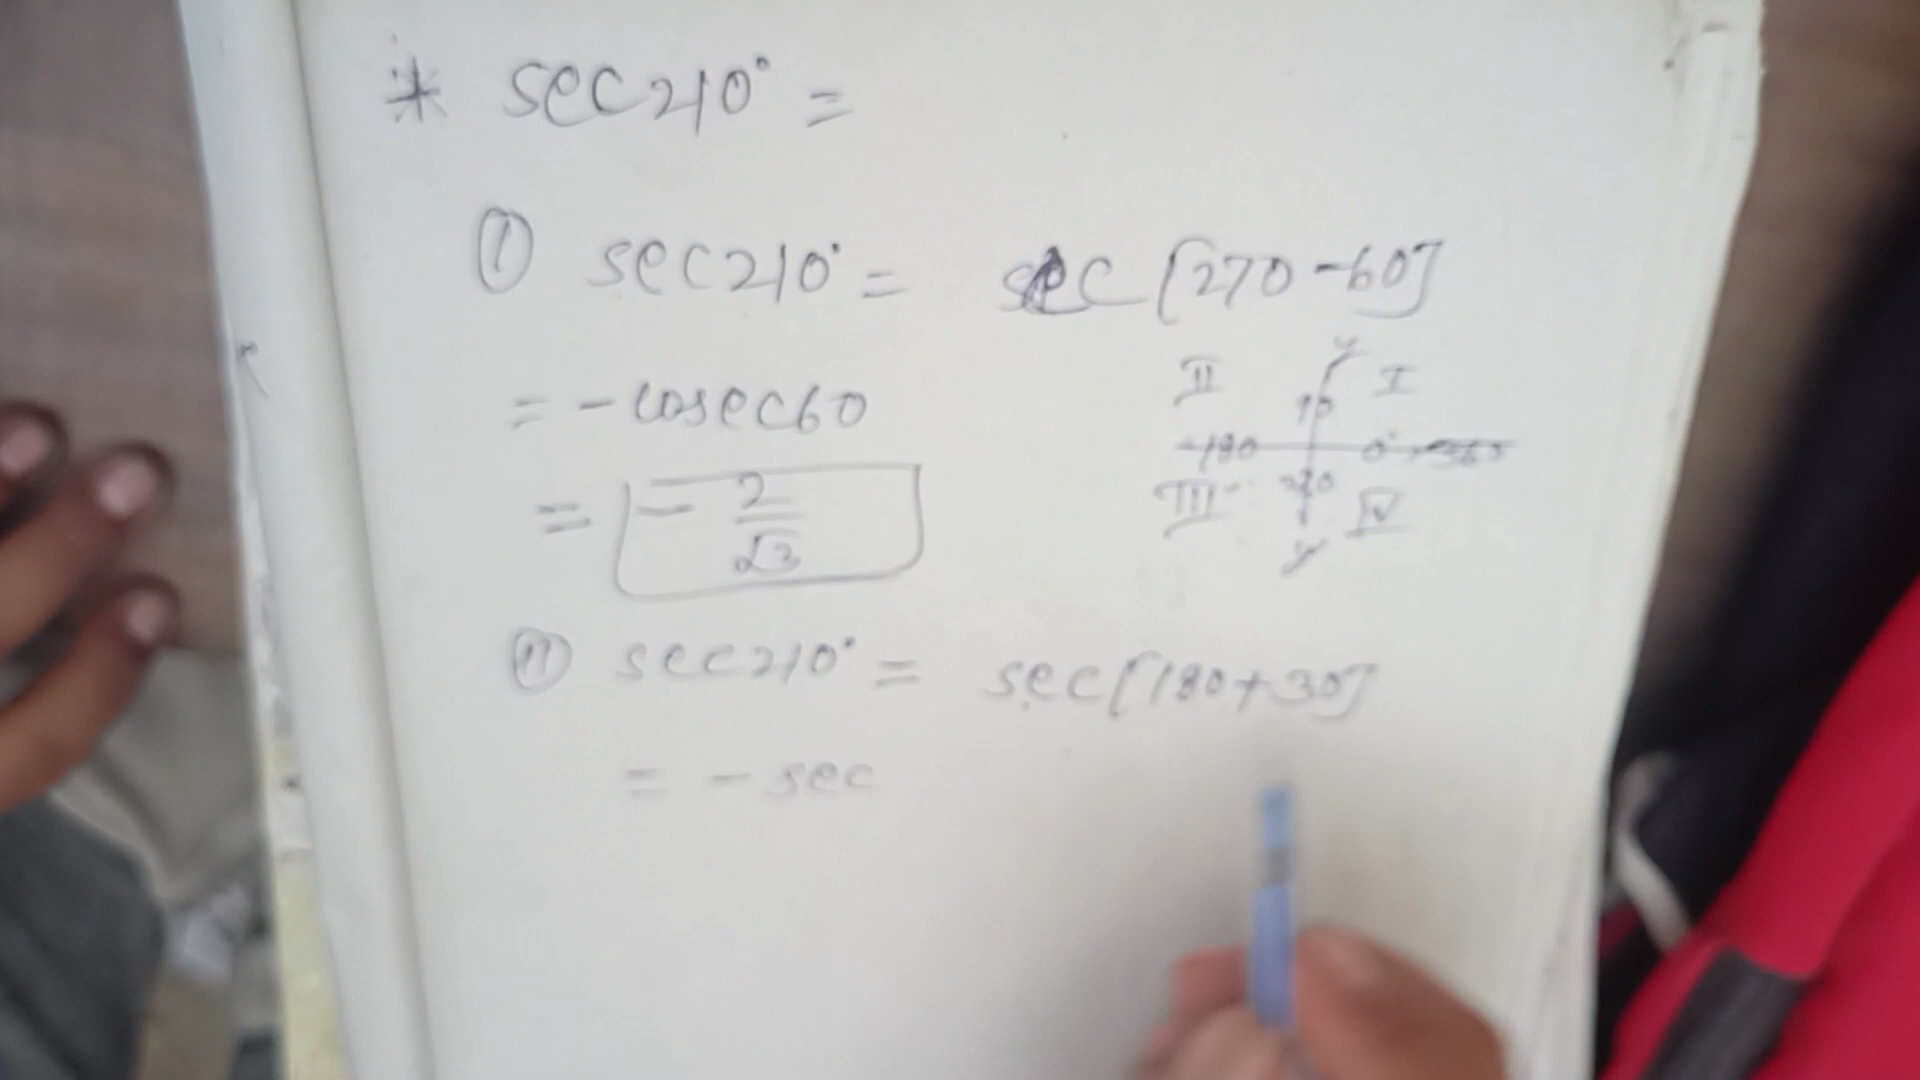 * sec210° =
① sec210° = sec [270-60]
= - cosec60
II I
90
-180 0° 360
III 270 IV
y'
= - 2/√3
(II) sec210° = sec[180+30]
= - sec